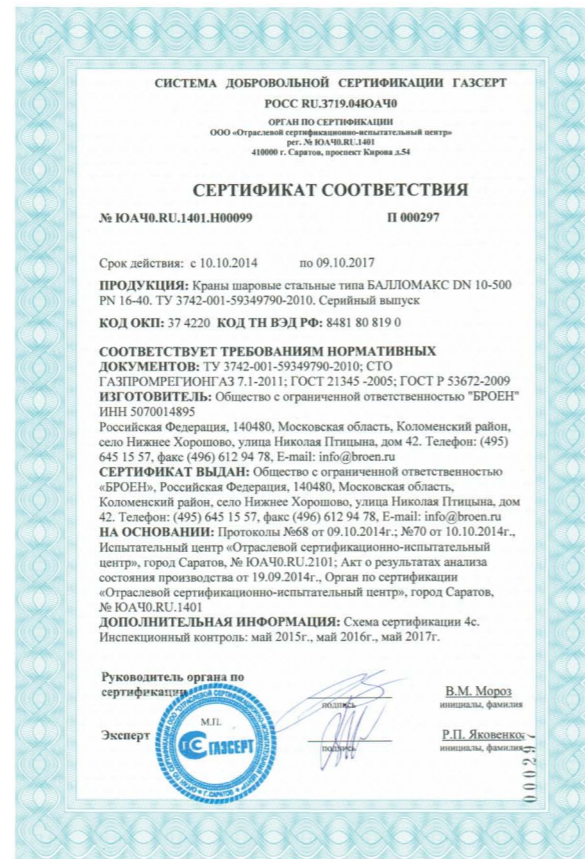 СИСТЕМА ДОБРОВОЛЬНОЙ СЕРТИФИКАЦИИ ГАЗСЕРТ
РОСС RU.З719.04ЮАЧ0
ОРГАН ПО СЕРТИФИКАЦИИ
ООО «Отраслевой сертификационно-испытательный центр»
рег. № ЮАЧ0.RU.1401
410000 г. Саратов, проспект Кирова д.54
СЕРТИФИКАТ СООТВЕТСТВИЯ
№ ЮАЧ0.RU.1401.Н00099 П 000297
Срок действия: с 10.10.2014 по 09.10.2017
ПРОДУКЦИЯ: Краны шаровые стальные типа БАЛЛОМАКС DN 10-500
PN 16-40. ТУ 3742-001-59349790-2010. Серийный выпуск
КОД ОКП: 37 4220 КОД ТН ВЭД РФ: 8481 80 819 0
СООТВЕТСТВУЕТ ТРЕБОВАНИЯМ НОРМАТИВНЫХ
ДОКУМЕНТОВ: ТУ 3742-001-59349790-2010; СТО
ГАЗПРОМРЕГИОНГАЗ 7.1-2011; ГОСТ 21345 -2005; ГОСТ Р 53672-2009
ИЗГОТОВИТЕЛЬ: Общество с ограниченной ответственностью "БРОЕН"
ИНН 5070014895
Российская Федерация, 140480, Московская область, Коломенский район,
село Нижнее Хорошово, улица Николая Птицына, дом 42. Телефон: (495)
645 15 57, факс (496) 612 94 78, E-mail: info@broen.ru
СЕРТИФИКАТ ВЫДАН: Общество с ограниченной ответственностью
«БРОЕН», Российская Федерация, 140480, Московская область,
Коломенский район, село Нижнее Хорошово, улица Николая Птицына, дом
42. Телефон: (495) 645 15 57, факс (496) 612 94 78, E-mail: info@broen.ru
НА ОСНОВАНИИ: Протоколы №68 от 09.10.2014г.; №70 от 10.10.2014г.,
Испытательный центр «Отраслевой сертификационно-испытательный
центр», город Саратов, № ЮАЧ0.RU.2101; Акт о результатах анализа
состояния производства от 19.09.2014г., Орган по сертификации
«Отраслевой сертификационно-испытательный центр», город Саратов,
№ ЮАЧ0.RU.1401
ДОПОЛНИТЕЛЬНАЯ ИНФОРМАЦИЯ: Схема сертификации 4с.
Инспекционный контроль: май 2015г., май 2016г., май 2017г.
Руководитель органа по
сертификации
В.М. Мороз
подпись инициалы, фамилия
М.П.
ГАЗСЕРТ
Эксперт Р.П. Яковенко
подпись инициалы, фамилия
000297